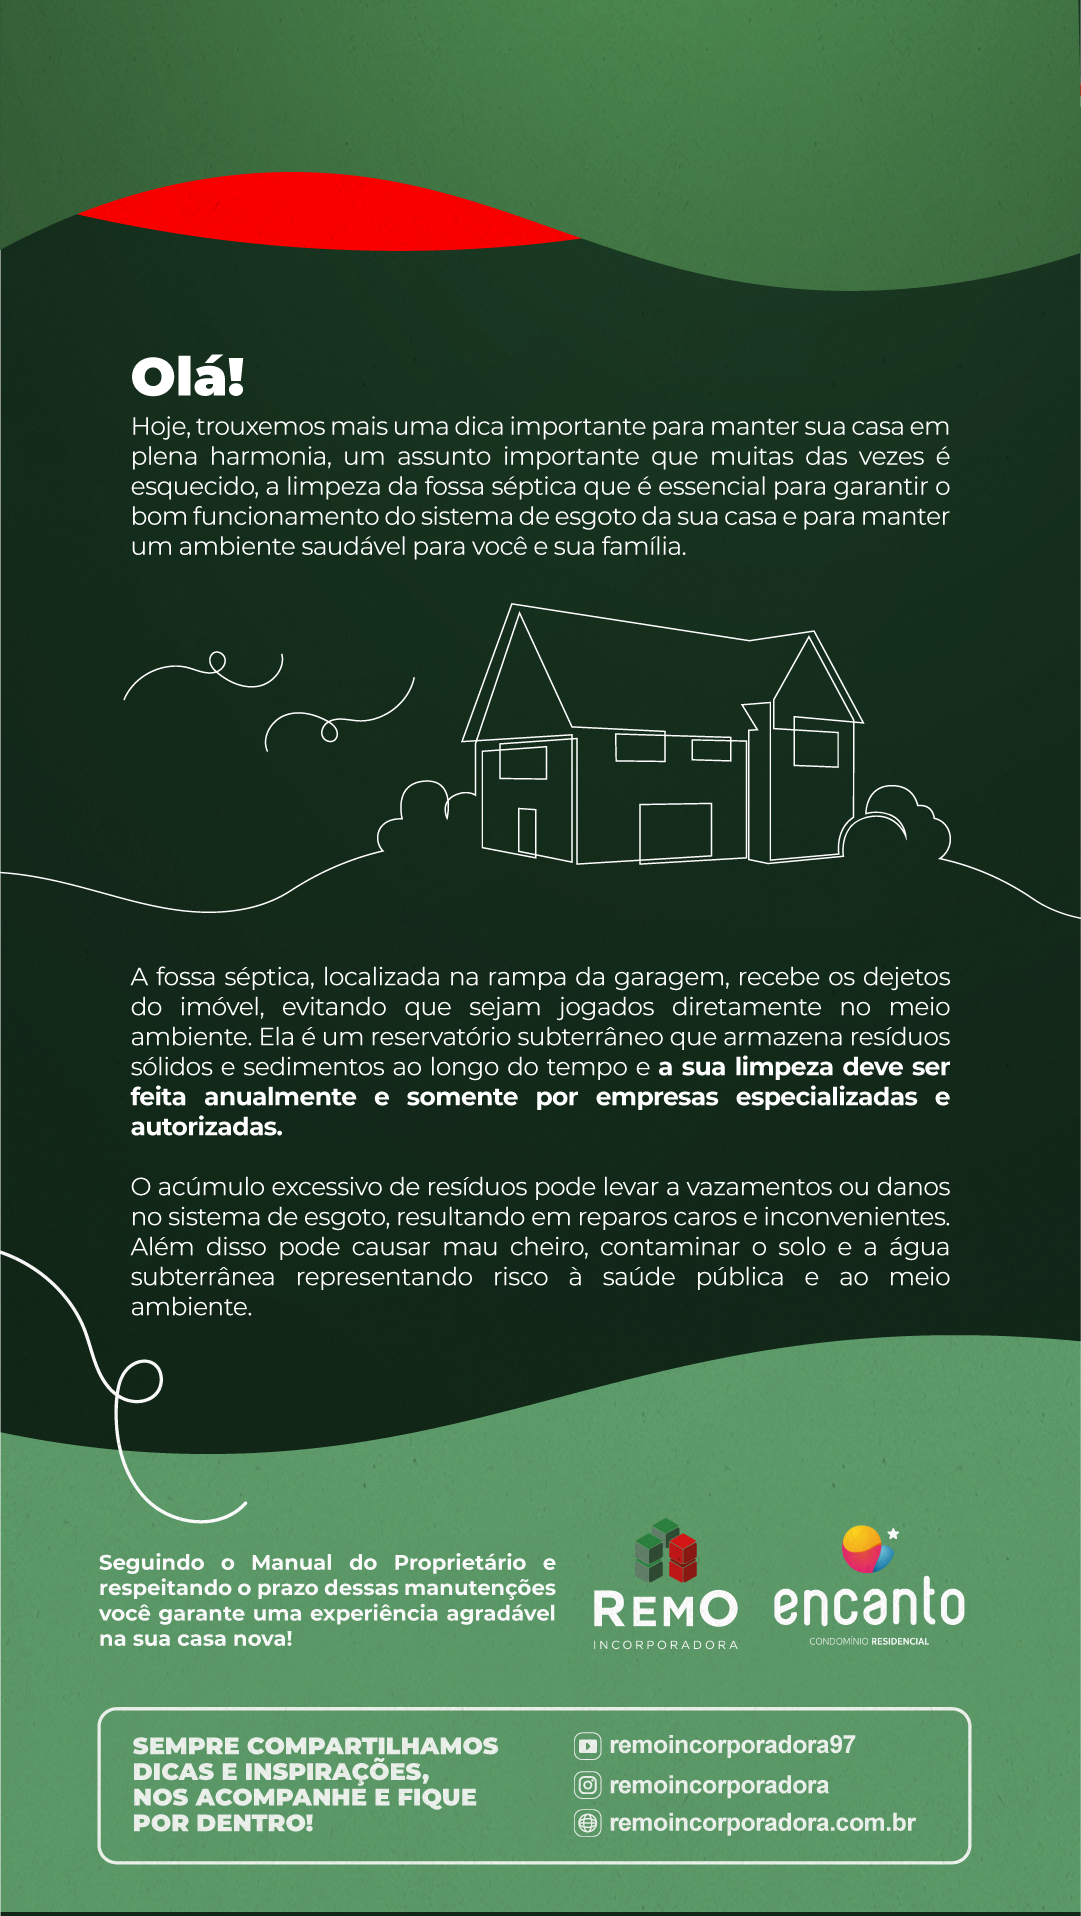 Olá!
Hoje, trouxemos mais uma dica importante para manter sua casa em
plena harmonia, um assunto importante que muitas das vezes é
esquecido, a limpeza da fossa séptica que é essencial para garantir o
bom funcionamento do sistema de esgoto da sua casa e para manter
um ambiente saudável para você e sua família.
A fossa séptica, localizada na rampa da garagem, recebe os dejetos
do imóvel, evitando que sejam jogados diretamente no meio
ambiente. Ela é um reservatório subterrâneo que armazena resíduos
sólidos e sedimentos ao longo do tempo e a sua limpeza deve ser
feita anualmente e somente por empresas especializadas e
autorizadas.
O acúmulo excessivo de resíduos pode levar a vazamentos ou danos
no sistema de esgoto, resultando em reparos caros e inconvenientes.
Além disso pode causar mau cheiro, contaminar o solo e a água
subterrânea representando risco à saúde pública e ao meio
ambiente.
Seguindo o Manual do Proprietário e
respeitando o prazo dessas manutenções
você garante uma experiência agradável
na sua casa nova!
REMO
INCORPORADORA
encanto
CONDOMÍNIO RESIDENCIAL
SEMPRE COMPARTILHAMOS
DICAS E INSPIRAÇÕES,
NOS ACOMPANHE E FIQUE
POR DENTRO!
remoincorporadora97
remoincorporadora
remoincorporadora.com.br